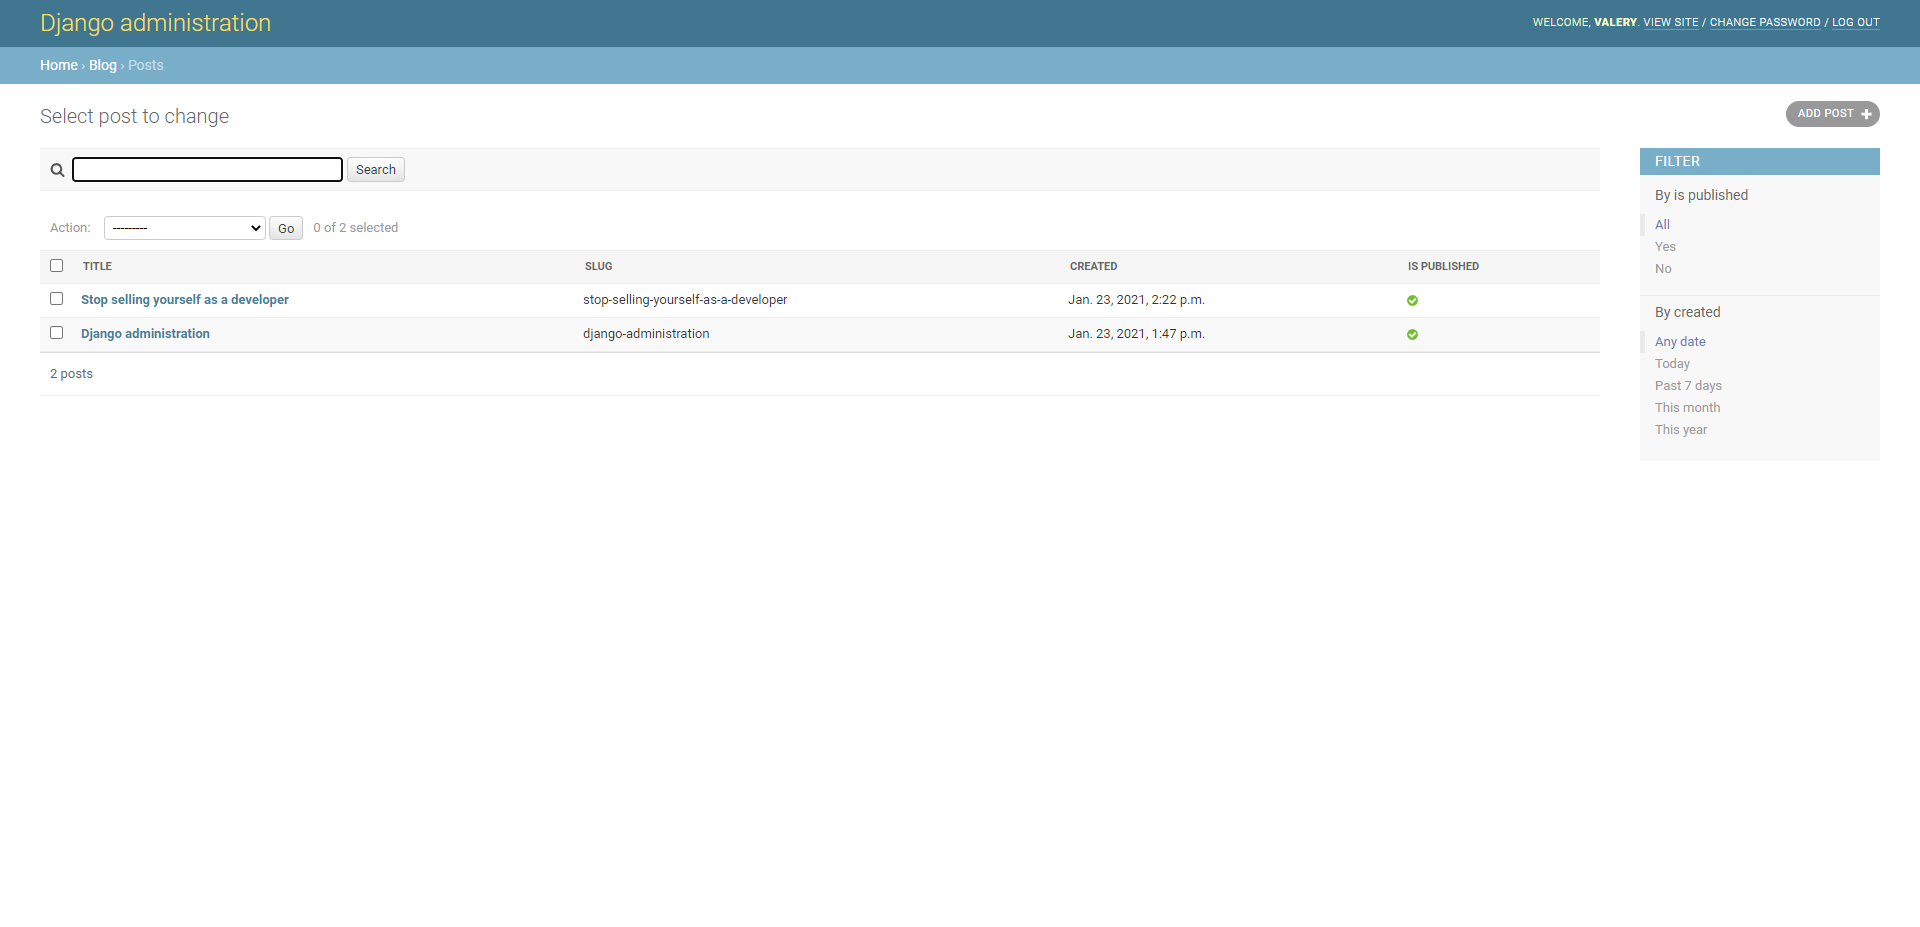 Django administration
WELCOME, VALERY. VIEW SITE / CHANGE PASSWORD / LOG OUT
Home › Blog › Posts
Select post to change
ADD POST
Search
Action: --------- Go 0 of 2 selected
TITLE SLUG CREATED IS PUBLISHED
Stop selling yourself as a developer stop-selling-yourself-as-a-developer Jan. 23, 2021, 2:22 p.m.
Django administration django-administration Jan. 23, 2021, 1:47 p.m.
2 posts
FILTER
By is published
All
Yes
No
By created
Any date
Today
Past 7 days
This month
This year